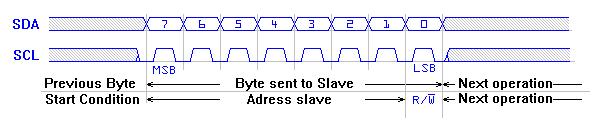 SDA 7 6 5 4 3 2 1 0
SCL
MSB LSB
Previous Byte Byte sent to Slave Next operation
Start Condition Adress slave R/W̅ Next operation